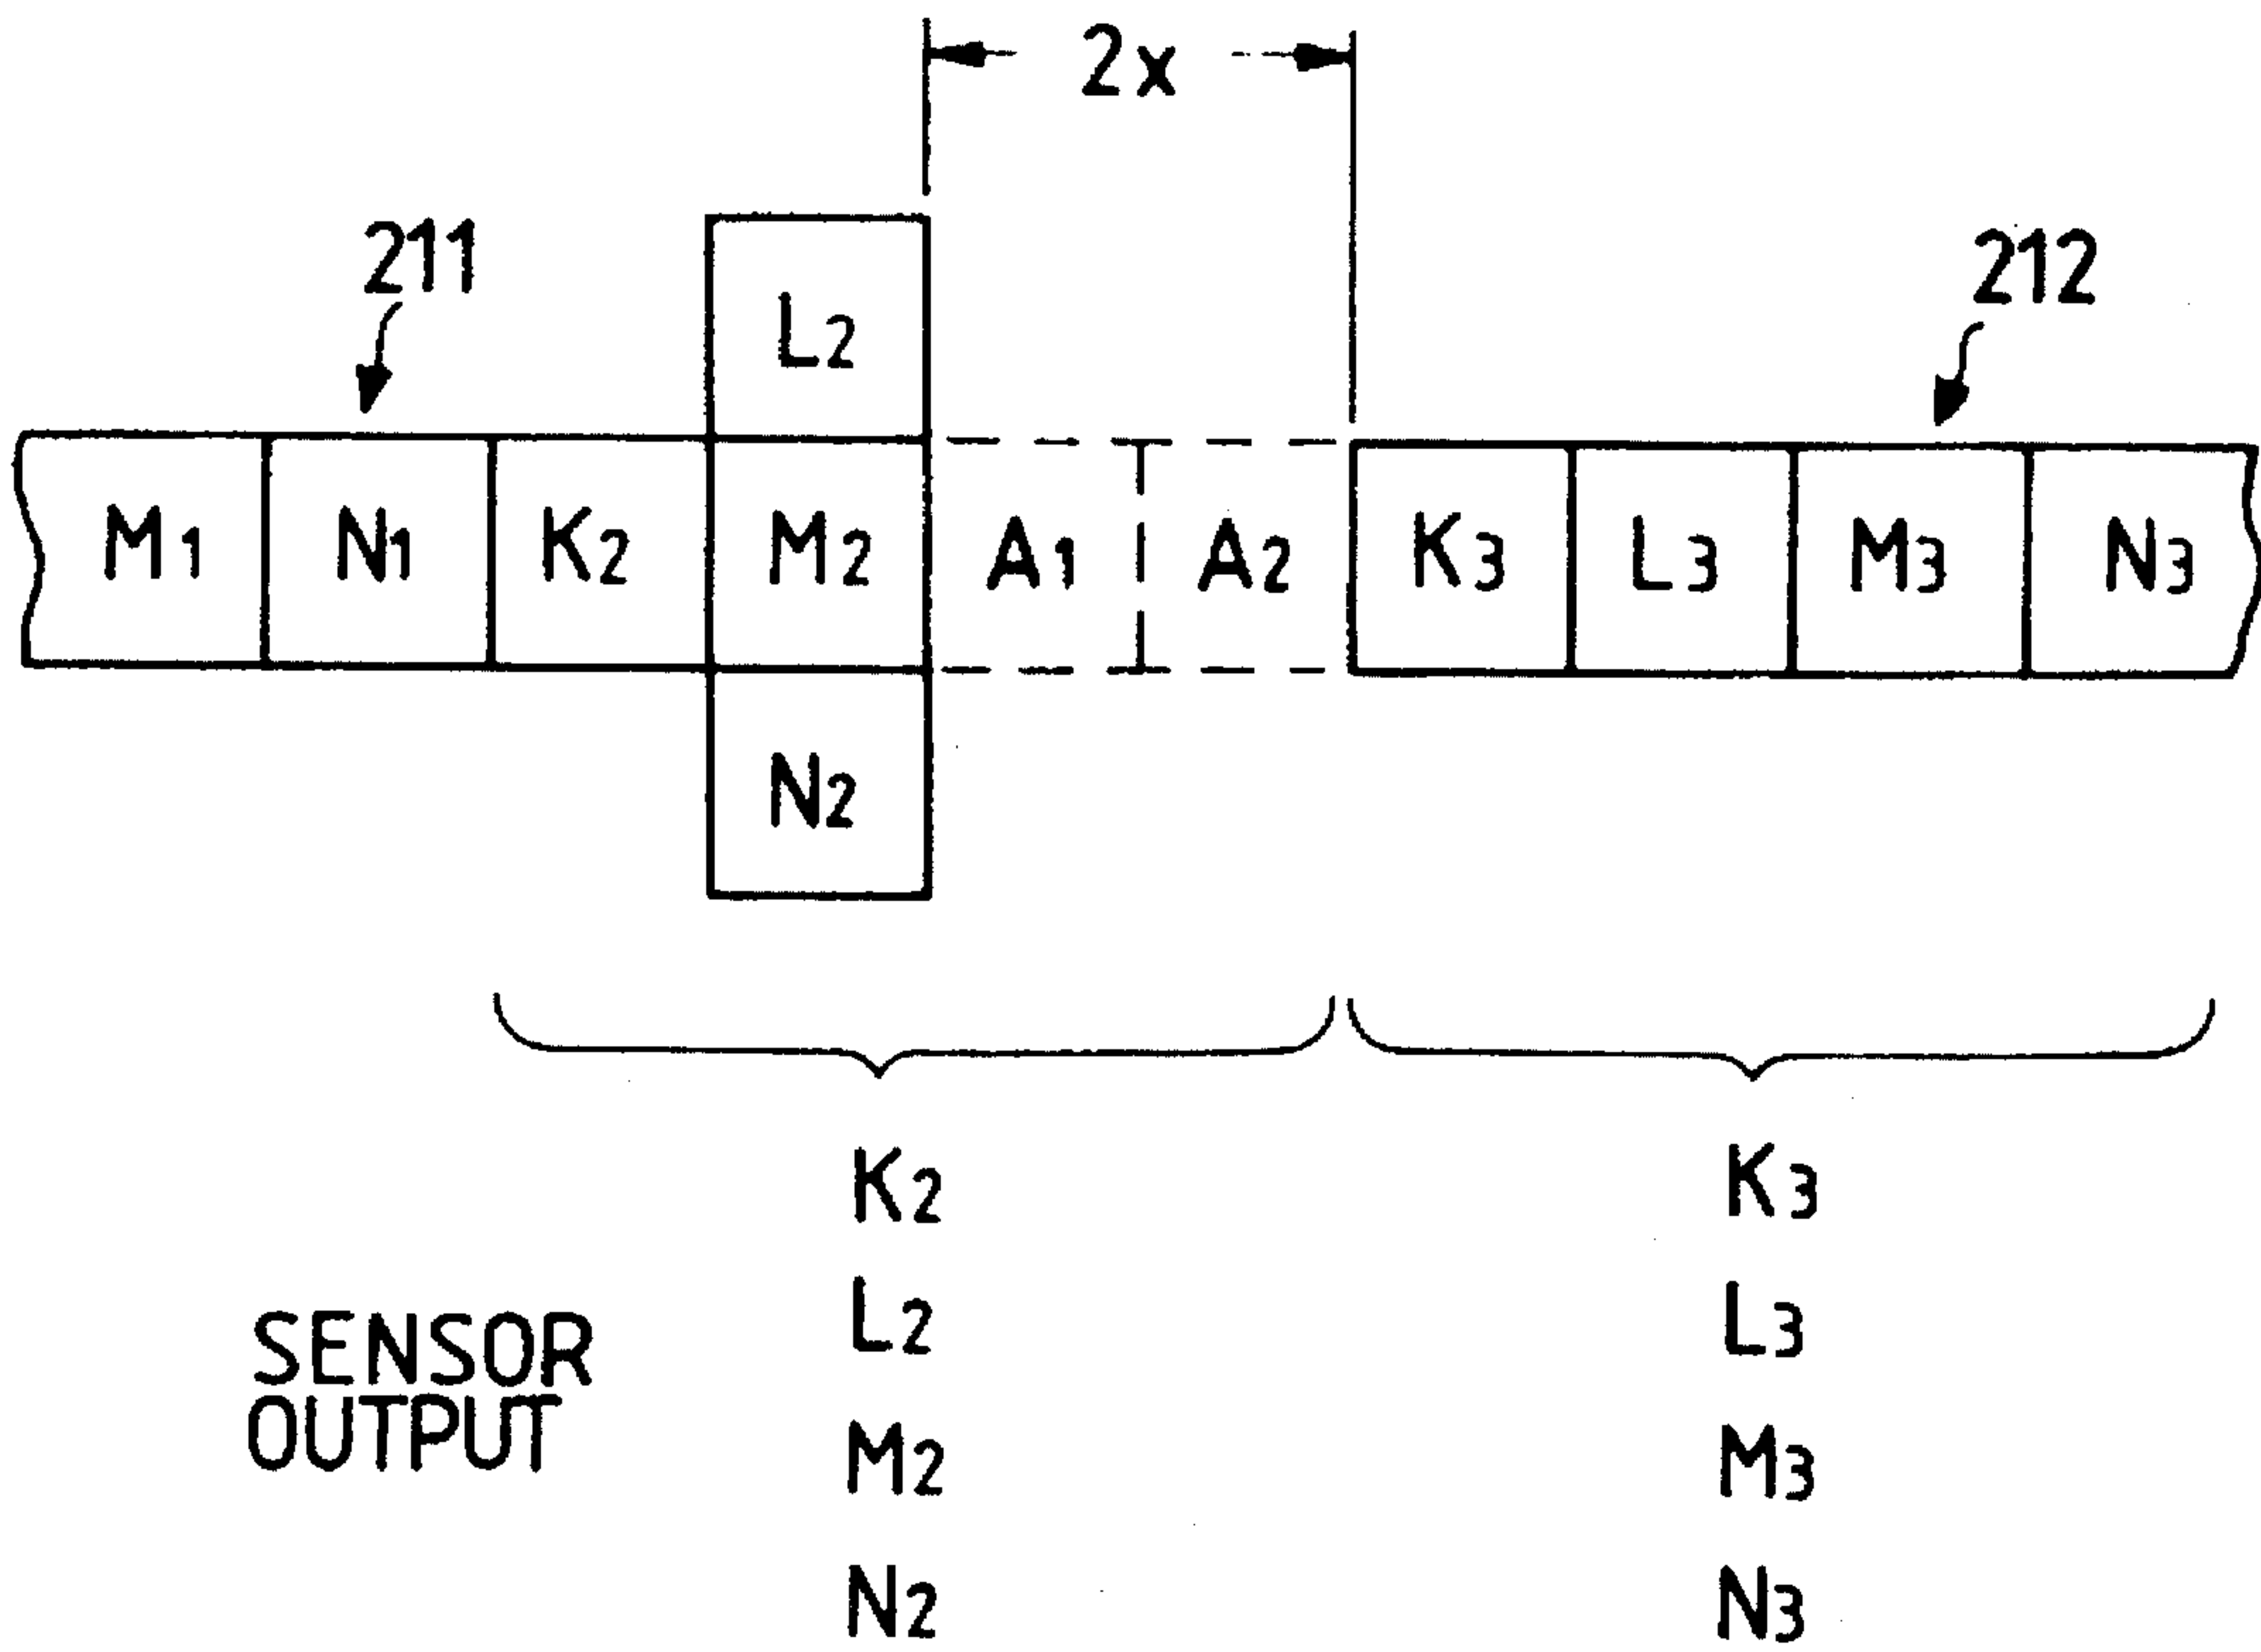 2x
211
212
L2
M1 N1 K2 M2 A1 A2 K3 L3 M3 N3
N2
K2 K3
L2 L3
SENSOR
OUTPUT
M2 M3
N2 N3